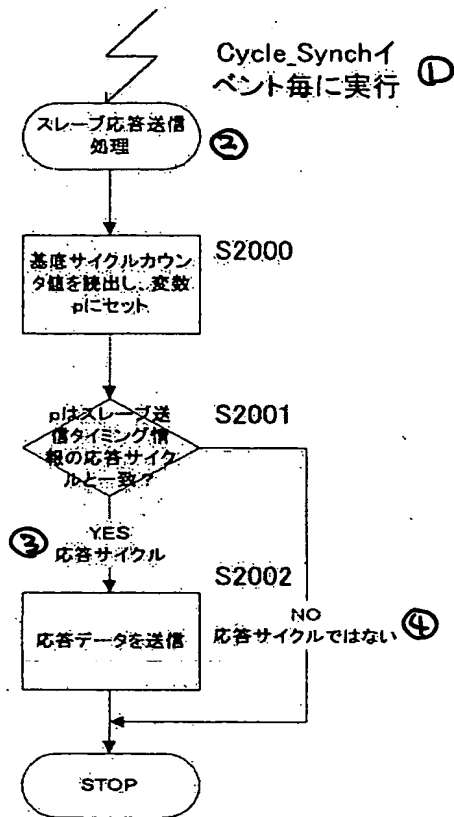 Cycle_Synchイ
ベント毎に実行
①
スレーブ応答送信
処理
②
基底サイクルカウン
タ値を読出し、変数
pにセット
S2000
pはスレーブ送
信タイミング情
報の応答サイク
ルと一致?
S2001
③
YES
応答サイクル
S2002
応答データを送信
NO
応答サイクルではない
④
STOP